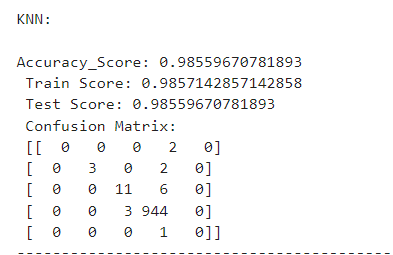 KNN:
Accuracy_Score: 0.98559670781893
Train Score: 0.9857142857142858
Test Score: 0.98559670781893
Confusion Matrix:
[[  0   0   0   2   0]
[  0   3   0   2   0]
[  0   0  11   6   0]
[  0   0   3 944   0]
[  0   0   0   1   0]]
------------------------------------------